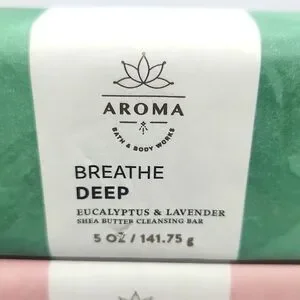 AROMA
BATH & BODY WORKS
BREATHE
DEEP
EUCALYPTUS & LAVENDER
SHEA BUTTER CLEANSING BAR
5 OZ / 141.75 g